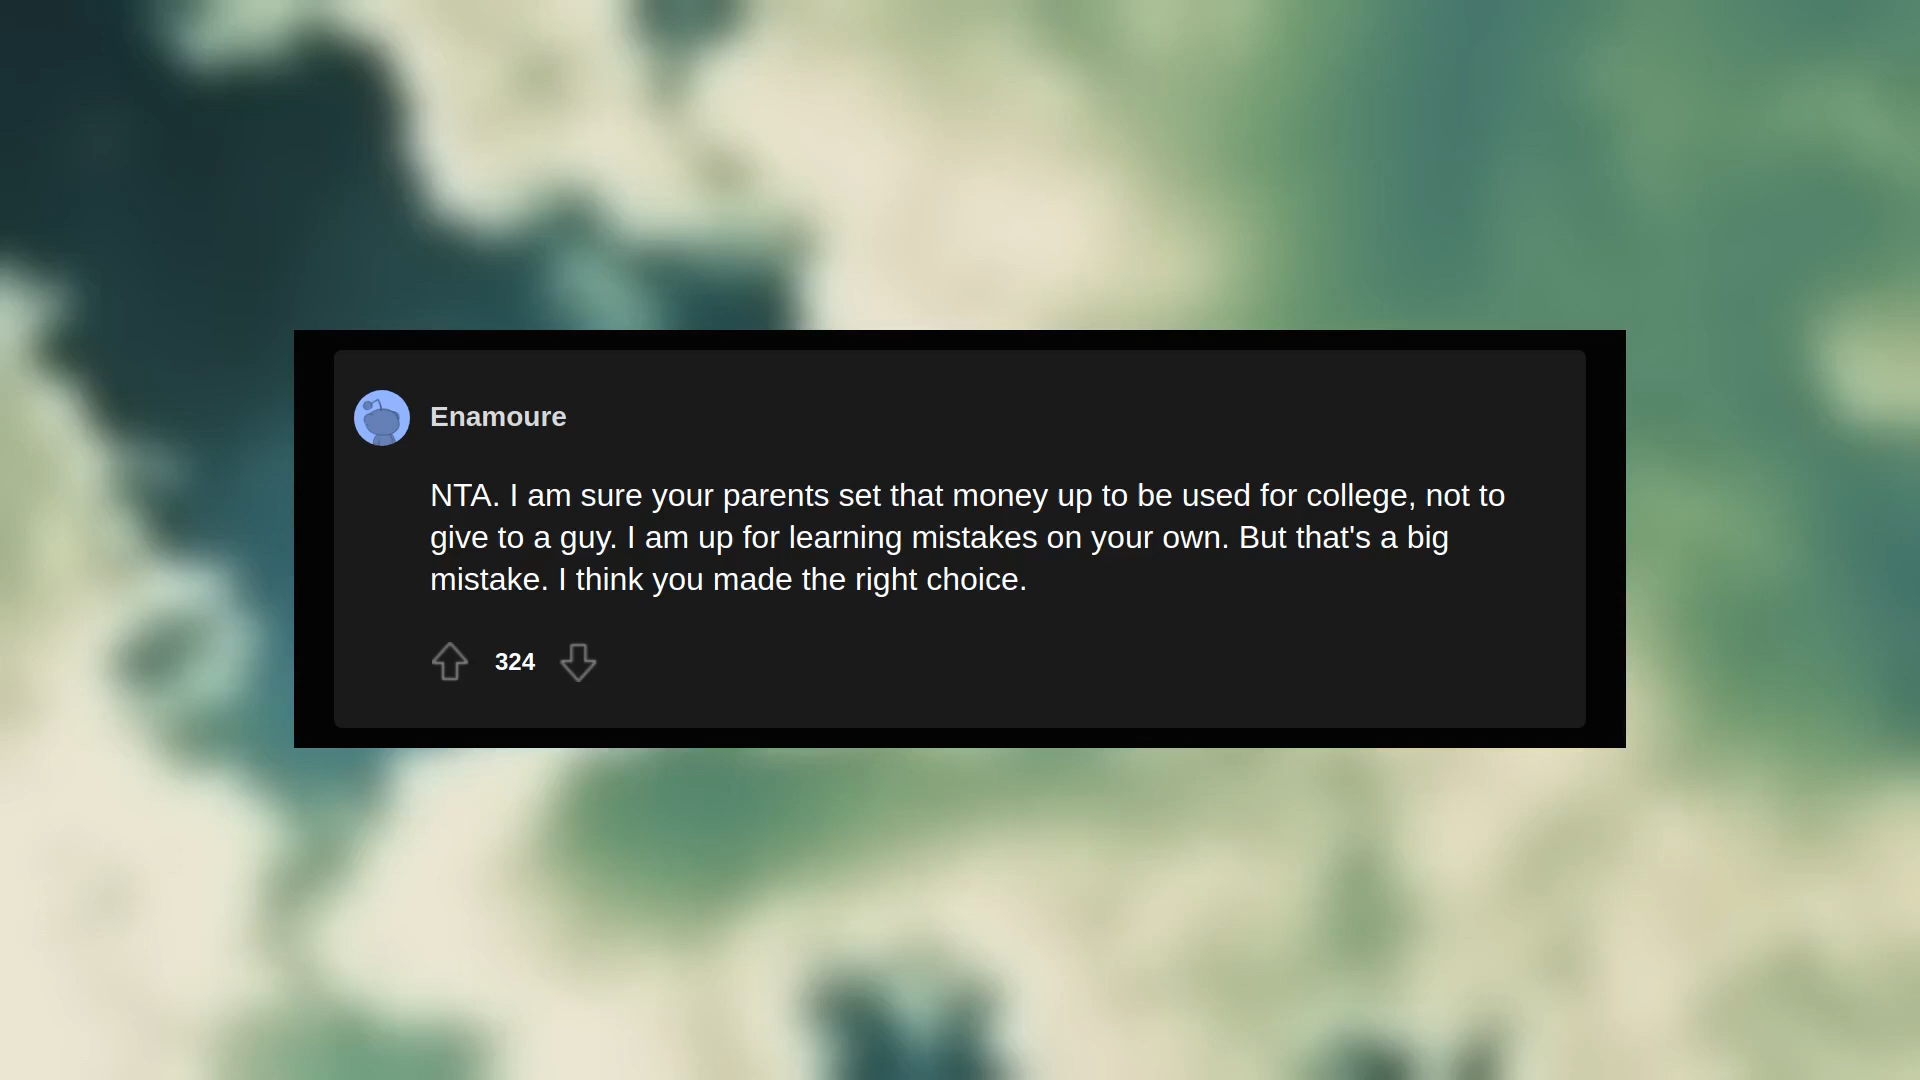 Enamoure
NTA. I am sure your parents set that money up to be used for college, not to
give to a guy. I am up for learning mistakes on your own. But that's a big
mistake. I think you made the right choice.
324